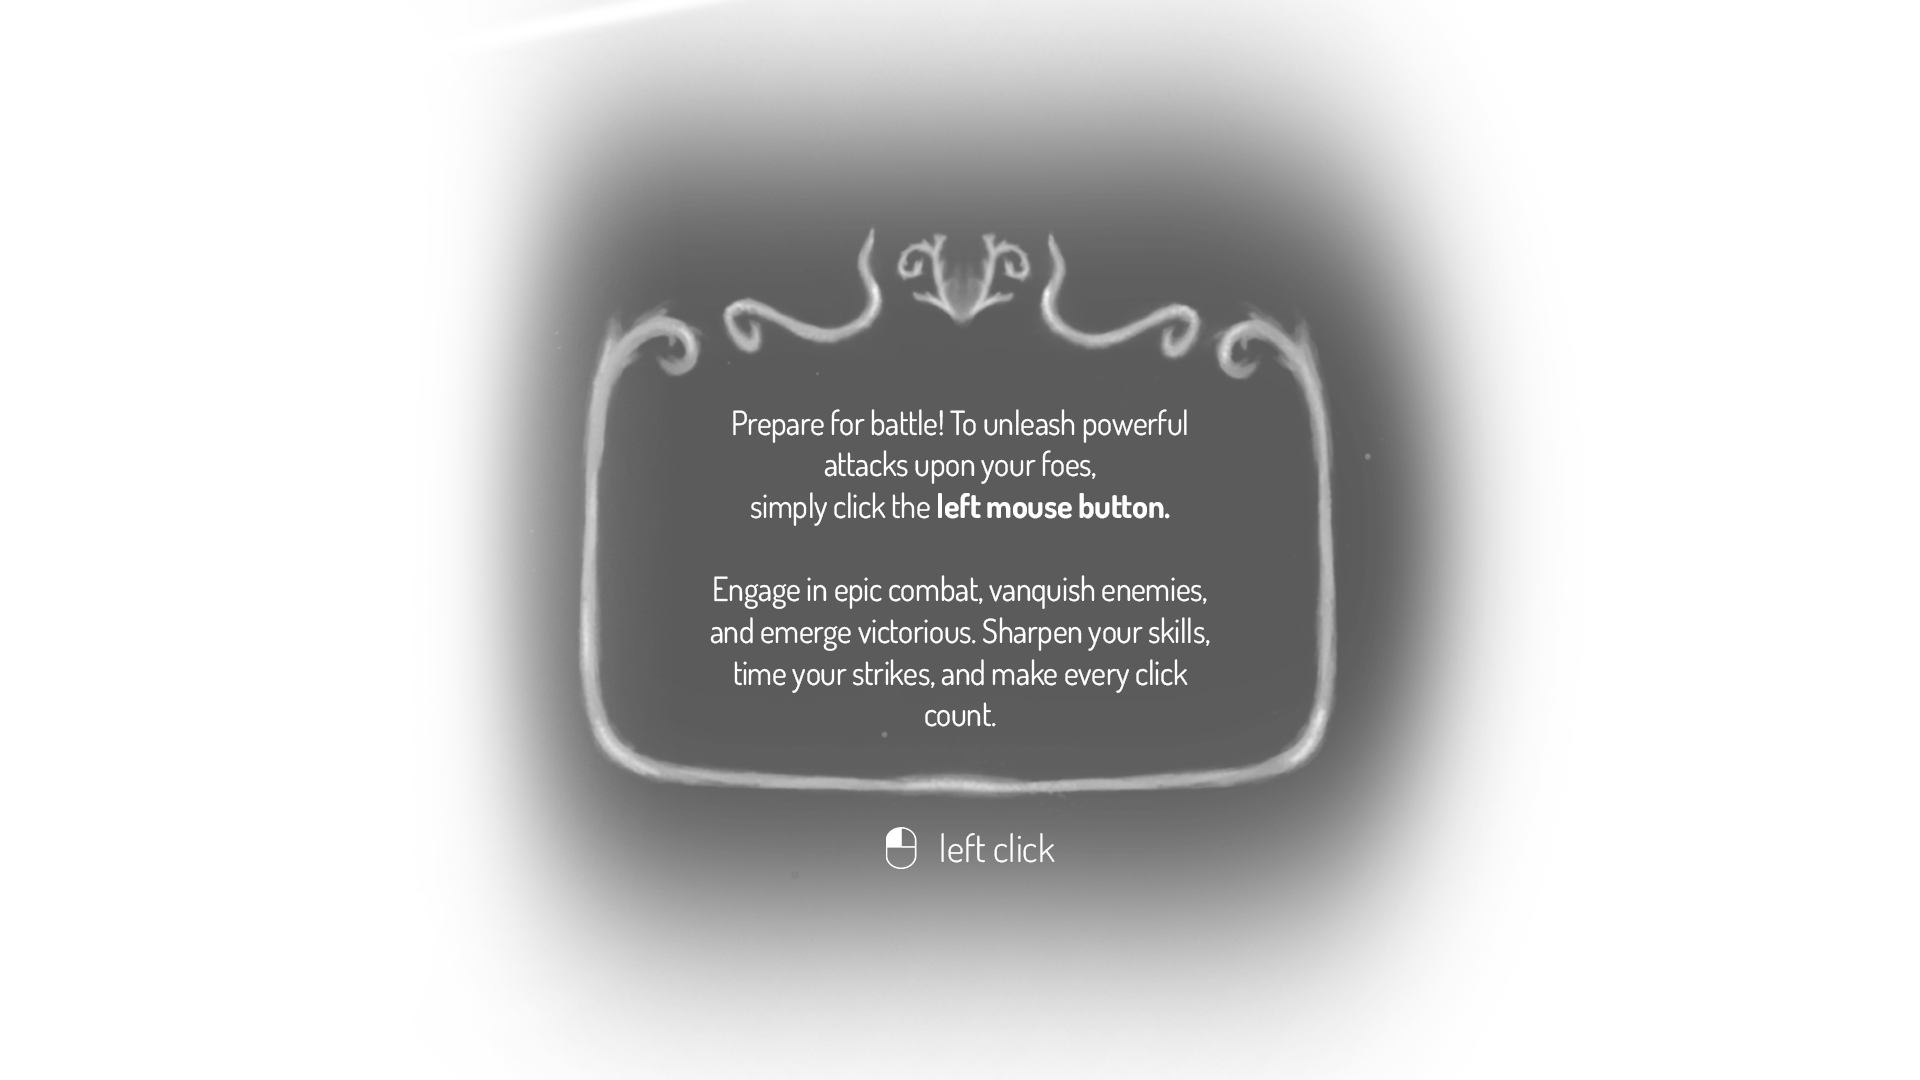 Prepare for battle! To unleash powerful
attacks upon your foes,
simply click the left mouse button.
Engage in epic combat, vanquish enemies,
and emerge victorious. Sharpen your skills,
time your strikes, and make every click
count.
left click